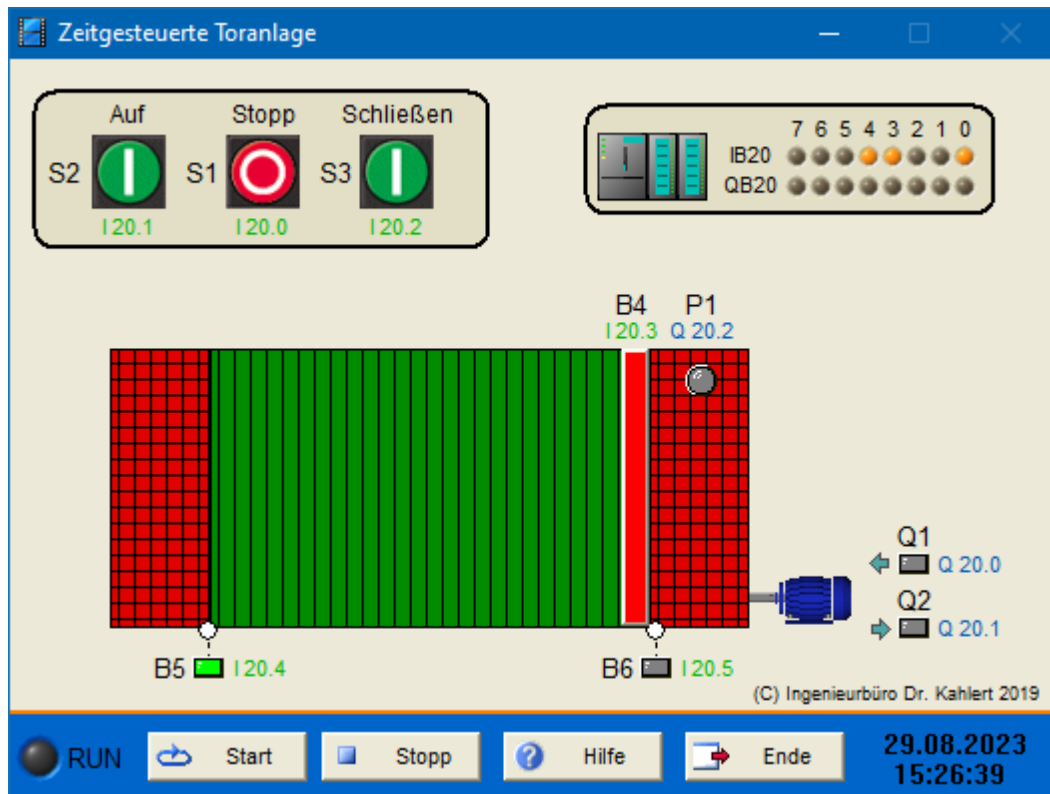 Zeitgesteuerte Toranlage
Auf Stopp Schließen
S2 S1 S3
I 20.1 I 20.0 I 20.2
7 6 5 4 3 2 1 0
IB20
QB20
B4 P1
I 20.3 Q 20.2
Q1
Q 20.0
Q2
Q 20.1
B5 I 20.4 B6 I 20.5
(C) Ingenieurbüro Dr. Kahlert 2019
RUN Start Stopp Hilfe Ende 29.08.2023
15:26:39